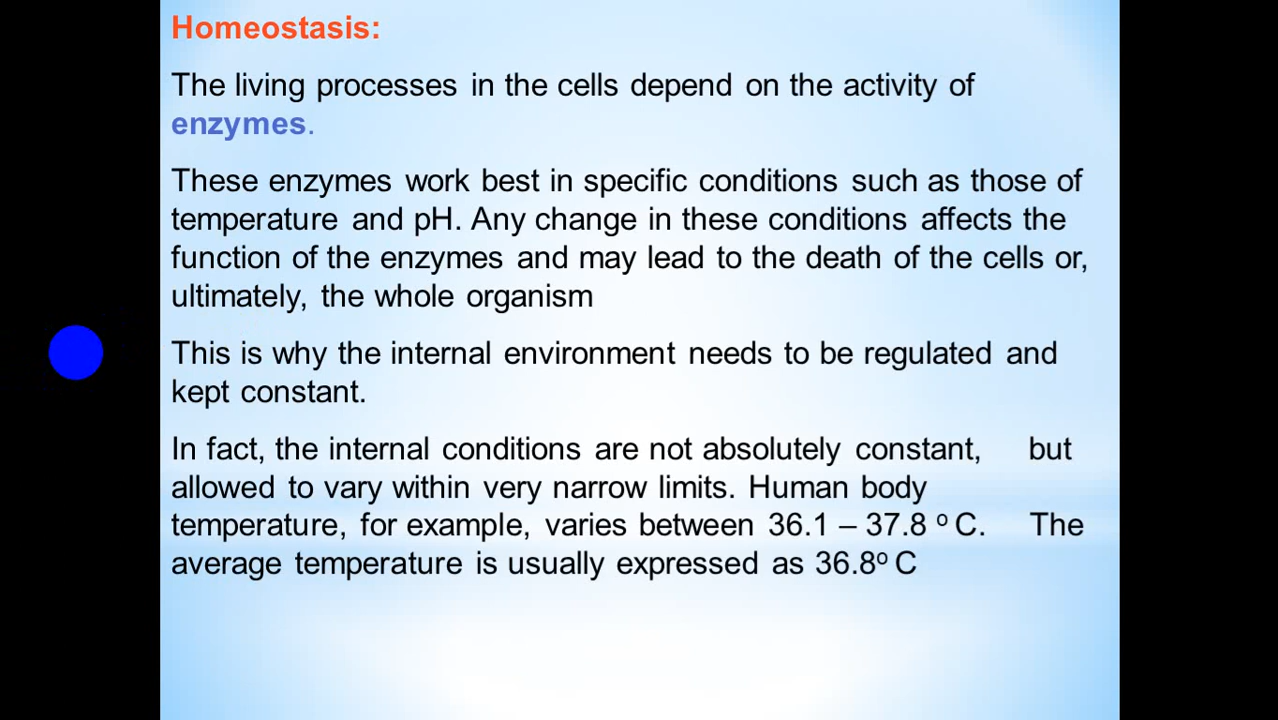 Homeostasis:
The living processes in the cells depend on the activity of
enzymes.
These enzymes work best in specific conditions such as those of
temperature and pH. Any change in these conditions affects the
function of the enzymes and may lead to the death of the cells or,
ultimately, the whole organism
This is why the internal environment needs to be regulated and
kept constant.
In fact, the internal conditions are not absolutely constant, but
allowed to vary within very narrow limits. Human body
temperature, for example, varies between 36.1 – 37.8 º C. The
average temperature is usually expressed as 36.8º C